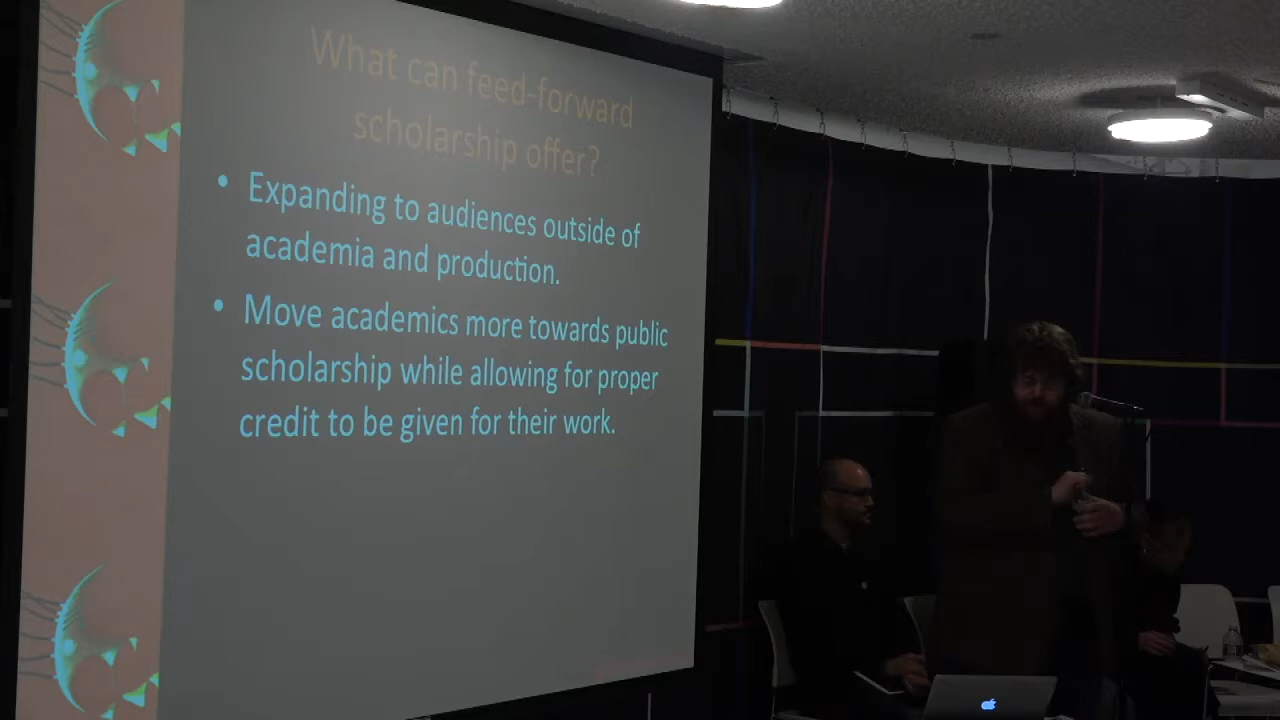 What can feed-forward
scholarship offer?
• Expanding to audiences outside of
academia and production.
• Move academics more towards public
scholarship while allowing for proper
credit to be given for their work.